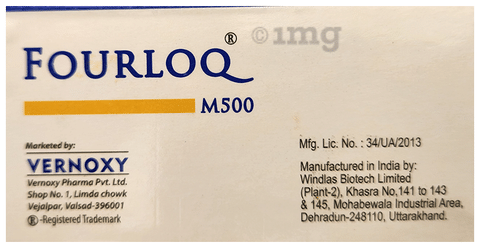 ©1mg
FOURLOQ®
M500
Marketed by:
VERNOXY
Vernoxy Pharma Pvt. Ltd.
Shop No. 1, Limda chowk
Vejalpar, Valsad-396001
®-Registered Trademark
Mfg. Lic. No. : 34/UA/2013
Manufactured in India by:
Windlas Biotech Limited
(Plant-2), Khasra No,141 to 143
& 145, Mohabewala Industrial Area,
Dehradun-248110, Uttarakhand.